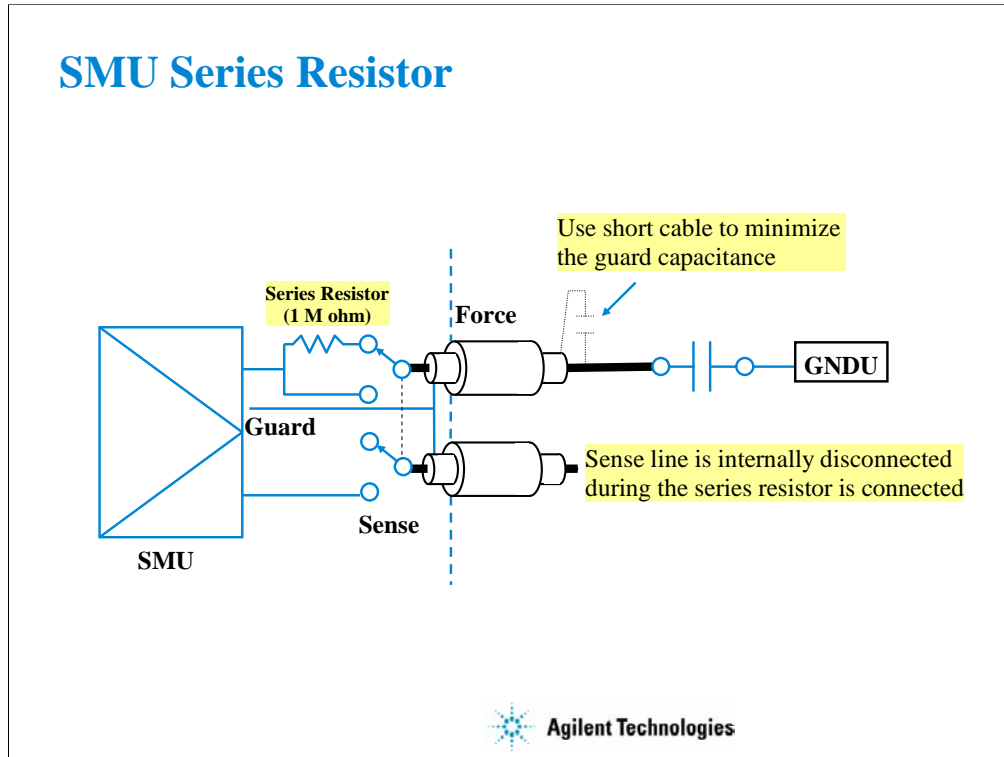 SMU Series Resistor
Use short cable to minimize
the guard capacitance
Series Resistor
(1 M ohm)
Force
GNDU
Guard
Sense line is internally disconnected
during the series resistor is connected
Sense
SMU
Agilent Technologies